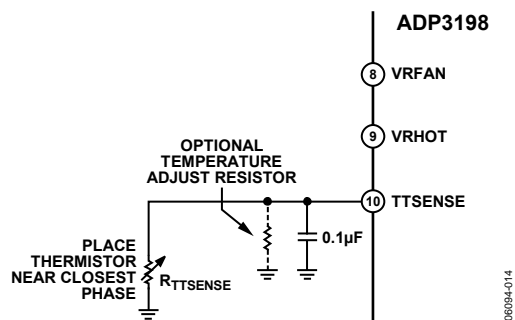 ADP3198
8 VRFAN
9 VRHOT
OPTIONAL
TEMPERATURE
ADJUST RESISTOR
10 TTSENSE
0.1µF
PLACE
THERMISTOR
NEAR CLOSEST
PHASE
RTTSENSE
06094-014